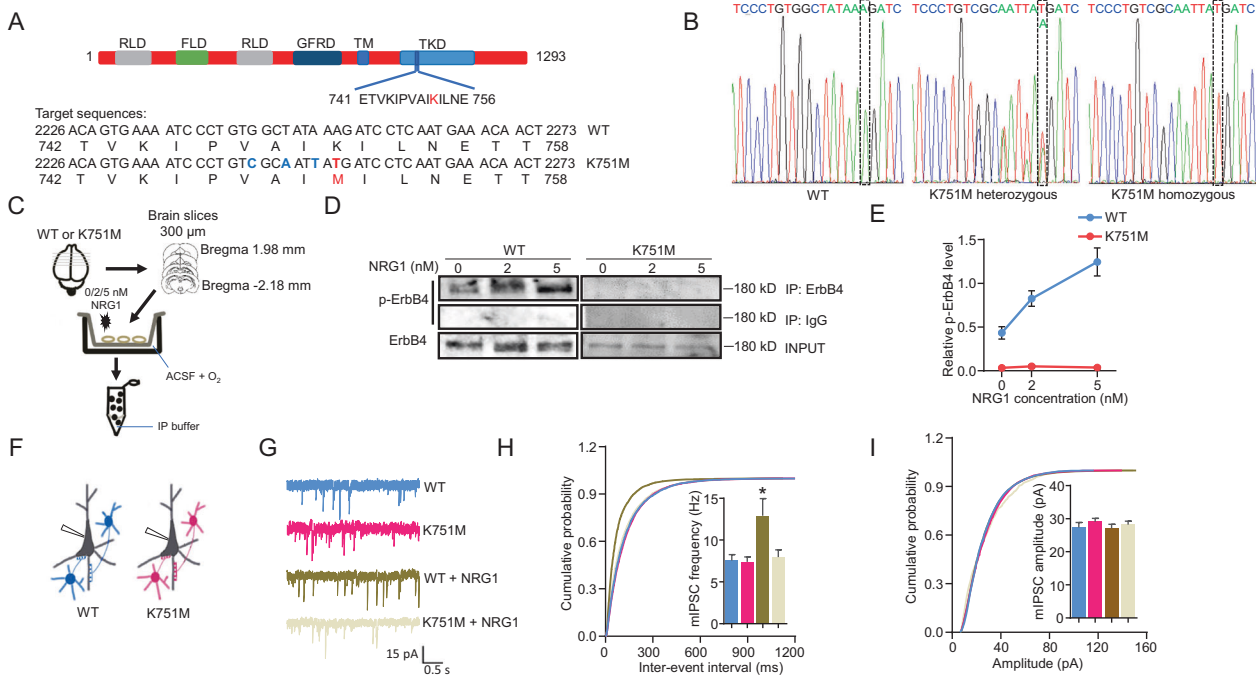 A
RLD FLD RLD GFRD TM TKD
1 1293
741 ETVKIPVAIKILNE 756
Target sequences:
2226 ACA GTG AAA ATC CCT GTG GCT ATA AAG ATC CTC AAT GAA ACA ACT 2273 WT
742 T V K I P V A I K I L N E T T 758
2226 ACA GTG AAA ATC CCT GTC GCA ATT ATG ATC CTC AAT GAA ACA ACT 2273 K751M
742 T V K I P V A I M I L N E T T 758
B
TCCCTGTGGCTATAAAGATC TCCCTGTCGCAATTATGATC TCCCTGTCGCAATTATGATC
A
WT K751M heterozygous K751M homozygous
C
WT or K751M
Brain slices
300 μm
Bregma 1.98 mm
Bregma -2.18 mm
0/2/5 nM
NRG1
ACSF + O2
IP buffer
D
WT K751M
NRG1 (nM) 0 2 5 0 2 5
p-ErbB4
180 kD IP: ErbB4
180 kD IP: IgG
ErbB4
180 kD INPUT
E
WT
K751M
Relative p-ErbB4 level
1.5
1.0
0.5
0.0
0 2 5
NRG1 concentration (nM)
F
WT K751M
G
WT
K751M
WT + NRG1
K751M + NRG1
15 pA
0.5 s
H
Cumulative probability
1.2
0.9
0.6
0.3
0.0
0 300 600 900 1200
Inter-event interval (ms)
mIPSC frequency (Hz)
15
10
5
0
*
I
Cumulative probability
1.2
0.9
0.6
0.3
0.0
0 40 80 120 160
Amplitude (pA)
mIPSC amplitude (pA)
40
30
20
10
0